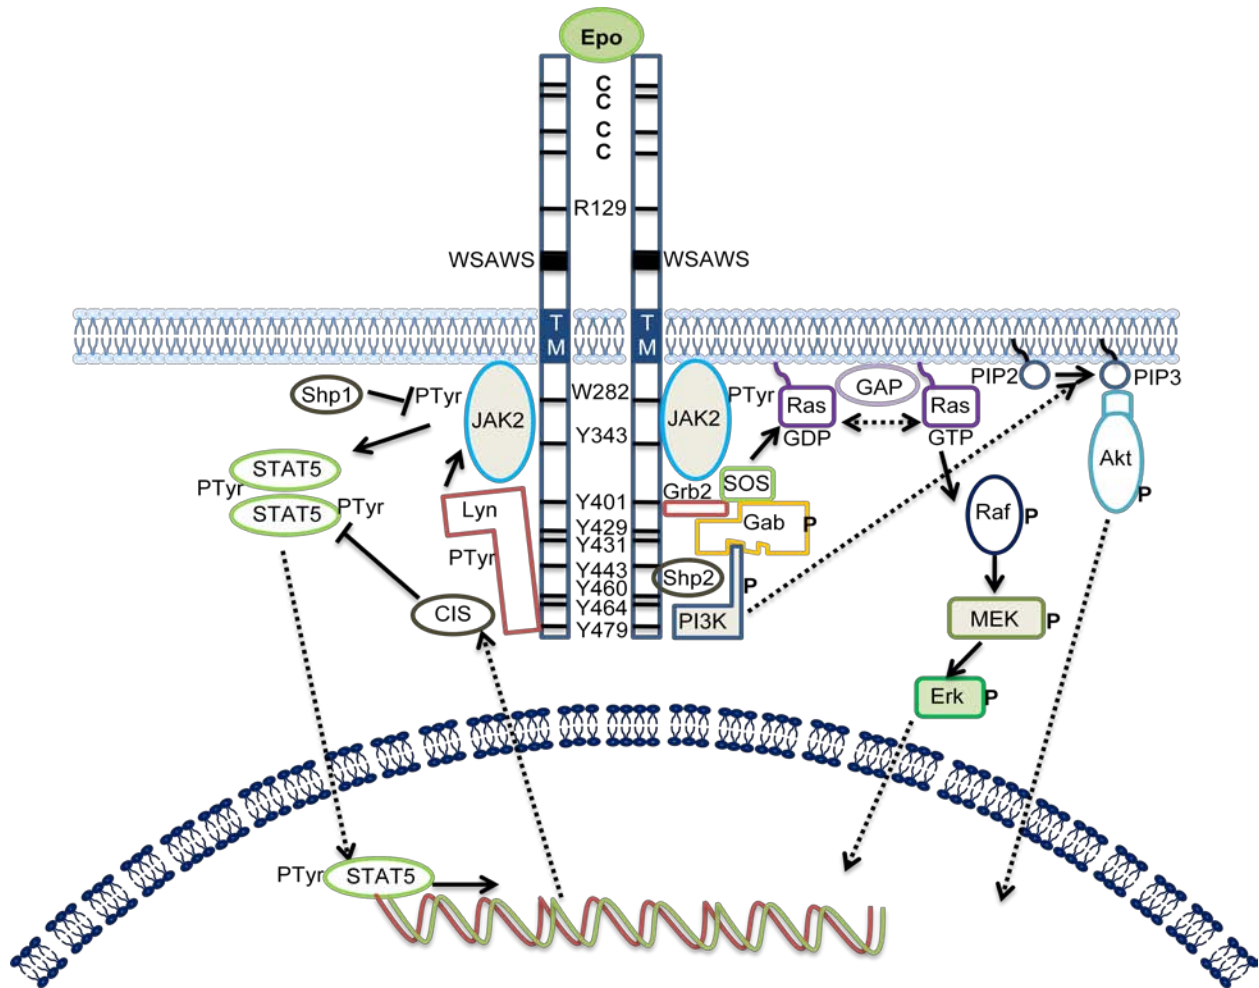 Epo
C
C
C
C
R129
WSAWS
WSAWS
T
M
T
M
Shp1
PTyr
JAK2
W282
Y343
JAK2
PTyr
Ras
GDP
GAP
Ras
GTP
PIP2
PIP3
Akt
P
STAT5
PTyr
STAT5
PTyr
Lyn
PTyr
CIS
Y401
Y429
Y431
Y443
Y460
Y464
Y479
Grb2
SOS
Gab
P
Shp2
P
PI3K
Raf
P
MEK
P
Erk
P
PTyr
STAT5